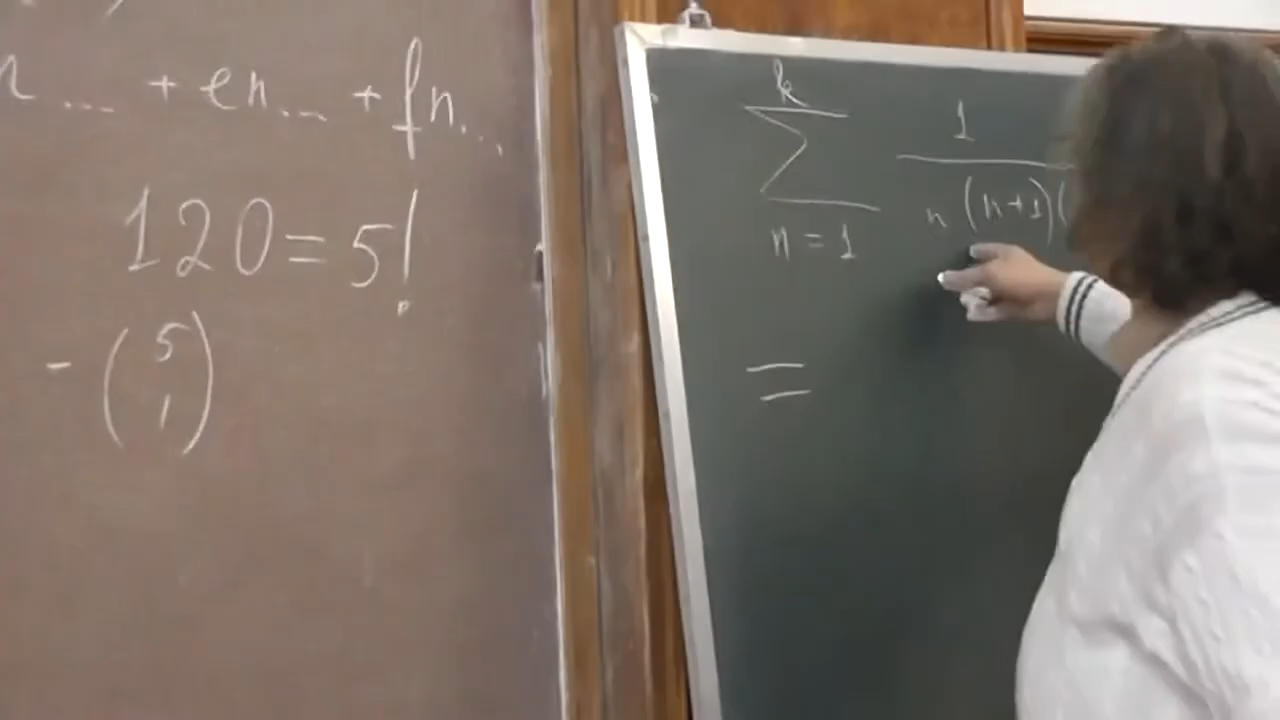 n ... + en... + fn...
120 = 5!
- (5
1)
k
∑ 1
n (n+1)(
n = 1
=